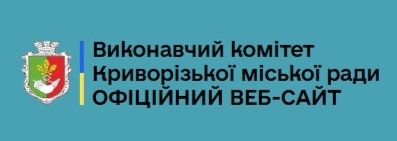 Виконавчий комітет
Криворізької міської ради
ОФІЦІЙНИЙ ВЕБ-САЙТ